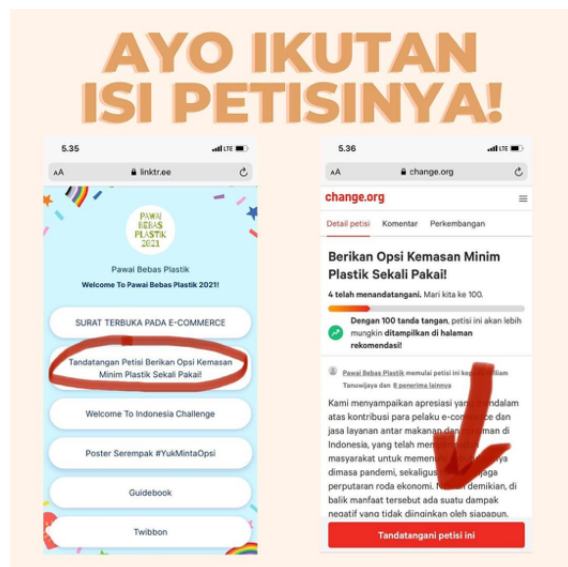 AYO IKUTAN
ISI PETISINYA!
5.35
LTE
AA
linktr.ee
PAWAI
BEBAS
PLASTIK
2021
Pawai Bebas Plastik
Welcome To Pawai Bebas Plastik 2021!
SURAT TERBUKA PADA E-COMMERCE
Tandatangan Petisi Berikan Opsi Kemasan
Minim Plastik Sekali Pakai!
Welcome To Indonesia Challenge
Poster Serempak #YukMintaOpsi
Guidebook
Twibbon
5.36
LTE
AA
change.org
change.org
Detail petisi Komentar Perkembangan
Berikan Opsi Kemasan Minim
Plastik Sekali Pakai!
4 telah menandatangani. Mari kita ke 100.
Dengan 100 tanda tangan, petisi ini akan lebih
mungkin ditampilkan di halaman
rekomendasi!
Pawai Bebas Plastik memulai petisi ini
Tanuwijaya dan 8 penerima lainnya
Kami menyampaikan apresiasi
atas kontribusi para pelaku dan
jasa layanan antar makanan di
Indonesia, yang telah
masyarakat untuk
dimasa pandemi, sekaligus
perputaran roda ekonomi. demikian, di
balik manfaat tersebut ada suatu dampak
negatif yang tidak diinginkan oleh siapapun.
Tandatangani petisi ini